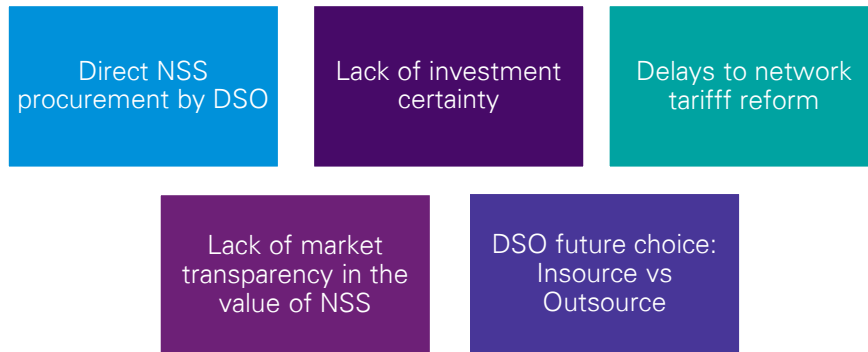 Direct NSS
procurement by DSO
Lack of investment
certainty
Delays to network
tarifff reform
Lack of market
transparency in the
value of NSS
DSO future choice:
Insource vs
Outsource